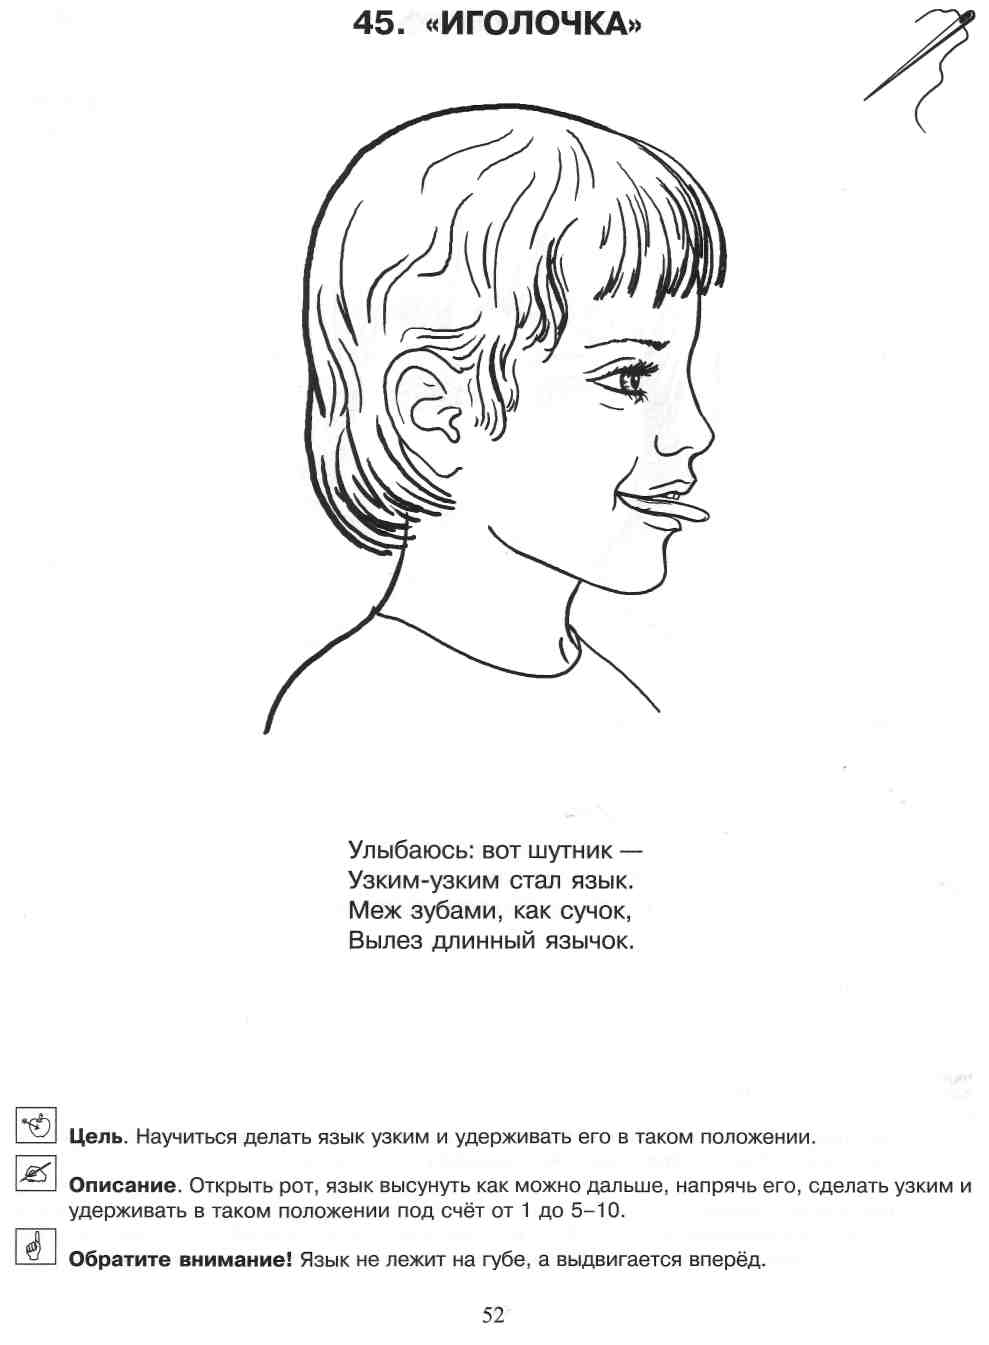 45. «ИГОЛОЧКА»
Улыбаюсь: вот шутник —
Узким-узким стал язык.
Меж зубами, как сучок,
Вылез длинный язычок.
Цель. Научиться делать язык узким и удерживать его в таком положении.
Описание. Открыть рот, язык высунуть как можно дальше, напрячь его, сделать узким и
удерживать в таком положении под счёт от 1 до 5–10.
Обратите внимание! Язык не лежит на губе, а выдвигается вперёд.
52